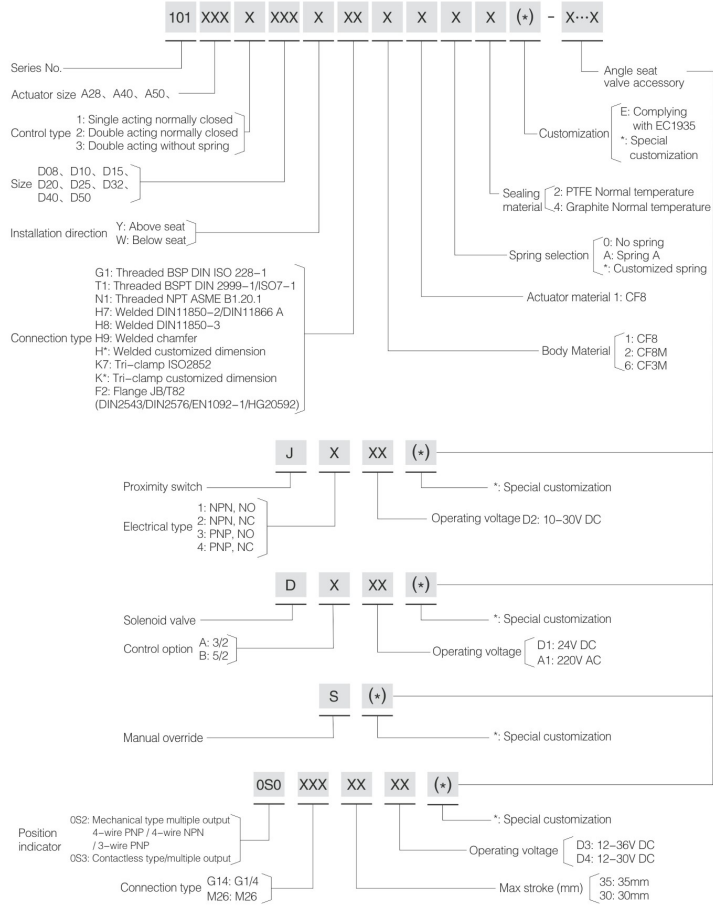 101 XXX X XXX X XX X X X X (*) - X···X
Series No.
Angle seat
valve accessory
Actuator size A28、A40、A50、
Control type
1: Single acting normally closed
2: Double acting normally closed
3: Double acting without spring
Customization
E: Complying
with EC1935
*: Special
customization
Size
D08、D10、D15、
D20、D25、D32、
D40、D50
Sealing
material
2: PTFE Normal temperature
4: Graphite Normal temperature
Installation direction
Y: Above seat
W: Below seat
Spring selection
0: No spring
A: Spring A
*: Customized spring
Connection type
G1: Threaded BSP DIN ISO 228-1
T1: Threaded BSPT DIN 2999-1/ISO7-1
N1: Threaded NPT ASME B1.20.1
H7: Welded DIN11850-2/DIN11866 A
H8: Welded DIN11850-3
H9: Welded chamfer
H*: Welded customized dimension
K7: Tri-clamp ISO2852
K*: Tri-clamp customized dimension
F2: Flange JB/T82
(DIN2543/DIN2576/EN1092-1/HG20592)
Actuator material 1: CF8
Body Material
1: CF8
2: CF8M
6: CF3M
J X XX (*)
Proximity switch
*: Special customization
Electrical type
1: NPN, NO
2: NPN, NC
3: PNP, NO
4: PNP, NC
Operating voltage D2: 10-30V DC
D X XX (*)
Solenoid valve
*: Special customization
Control option
A: 3/2
B: 5/2
Operating voltage
D1: 24V DC
A1: 220V AC
S (*)
Manual override
*: Special customization
0S0 XXX XX XX (*)
Position
indicator
0S2: Mechanical type multiple output
4-wire PNP / 4-wire NPN
/ 3-wire PNP
0S3: Contactless type/multiple output
*: Special customization
Operating voltage
D3: 12-36V DC
D4: 12-30V DC
Connection type
G14: G1/4
M26: M26
Max stroke (mm)
35: 35mm
30: 30mm